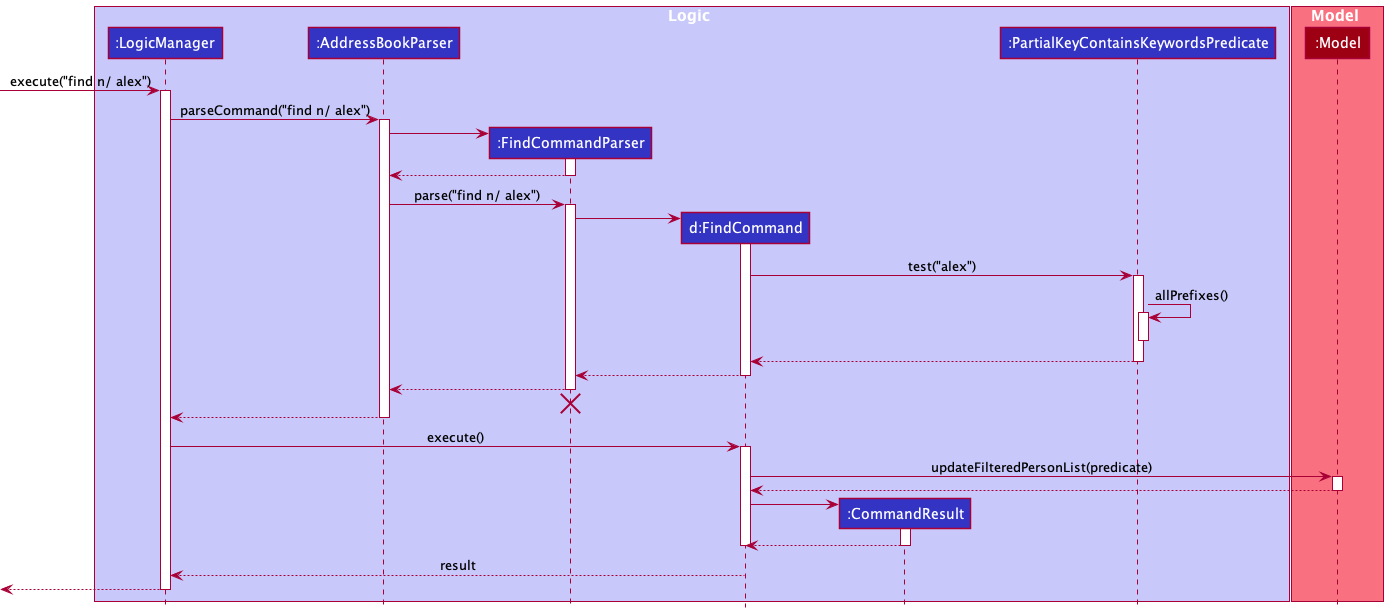 Logic
Model
:LogicManager
:AddressBookParser
:PartialKeyContainsKeywordsPredicate
:Model
execute("find n/ alex")
parseCommand("find n/ alex")
:FindCommandParser
parse("find n/ alex")
d:FindCommand
test("alex")
allPrefixes()
execute()
updateFilteredPersonList(predicate)
:CommandResult
result